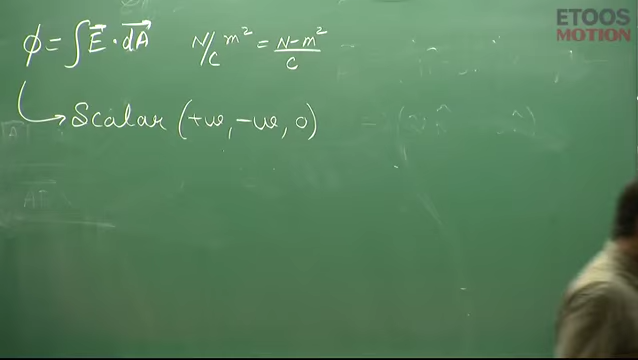 ETOOS
MOTION
ϕ = ∫ E⃗ · dA⃗ N/C m² = N-m²/C
↳ Scalar (+ve, -ve, 0)